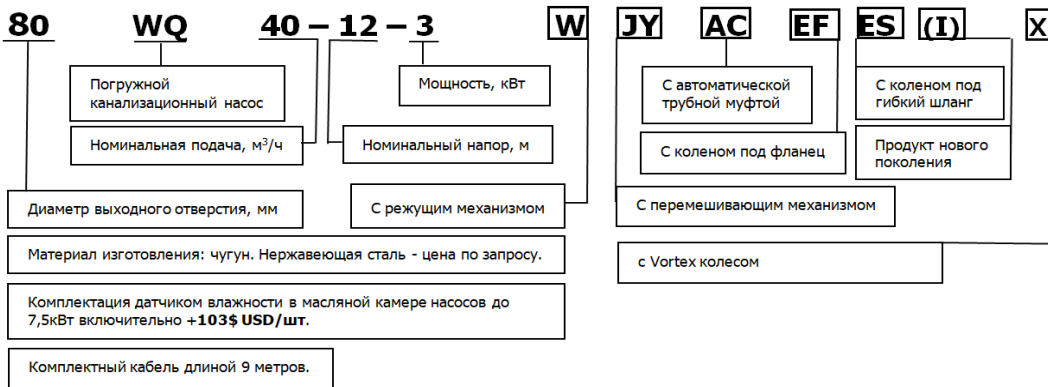 80 WQ 40 – 12 – 3 W JY AC EF ES (I) X
Погружной
канализационный насос
Мощность, кВт
С автоматической
трубной муфтой
С коленом под
гибкий шланг
Номинальная подача, м³/ч
Номинальный напор, м
С коленом под фланец
Продукт нового
поколения
Диаметр выходного отверстия, мм
С режущим механизмом
С перемешивающим механизмом
Материал изготовления: чугун. Нержавеющая сталь - цена по запросу.
с Vortex колесом
Комплектация датчиком влажности в масляной камере насосов до
7,5кВт включительно +103$ USD/шт.
Комплектный кабель длиной 9 метров.